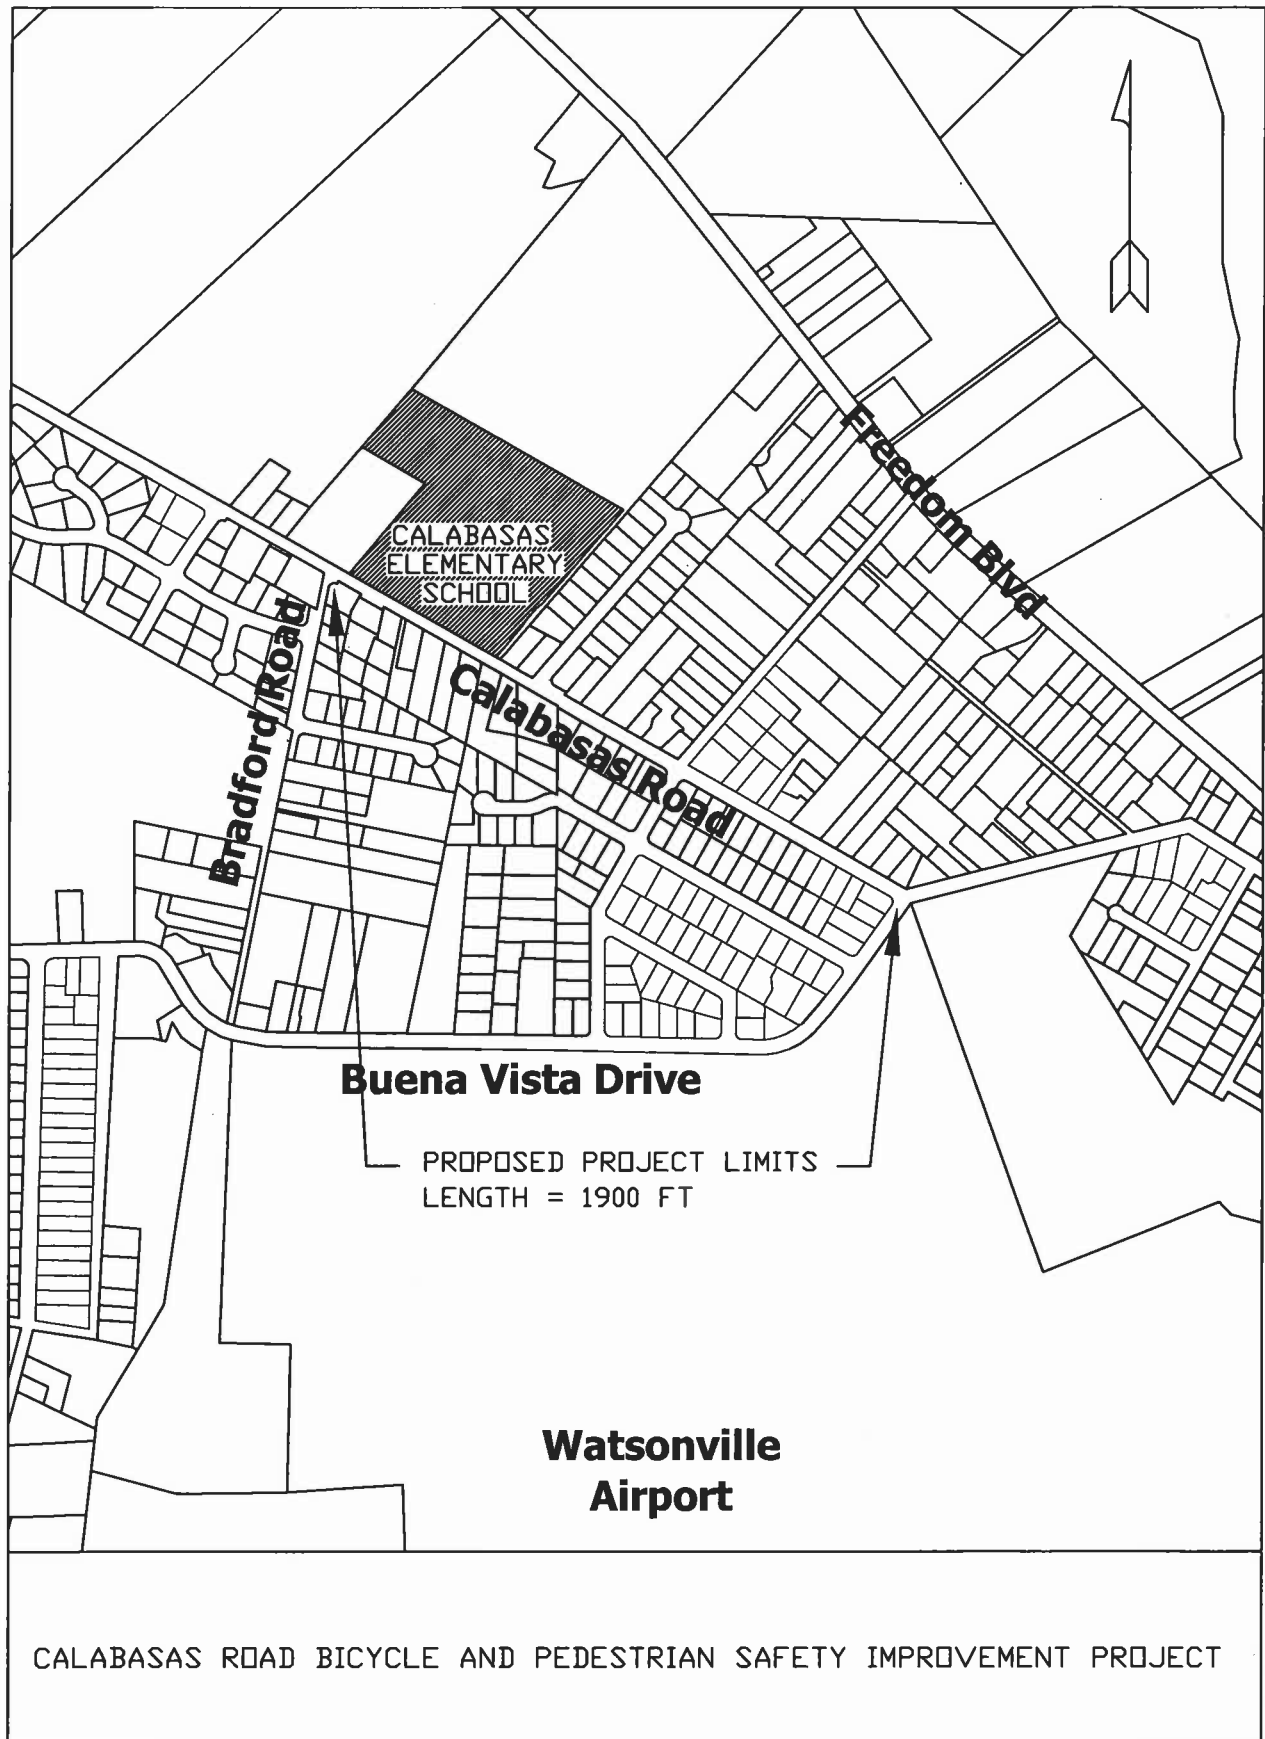 Freedom Blvd
CALABASAS
ELEMENTARY
SCHOOL
Bradford Road
Calabasas Road
Buena Vista Drive
PROPOSED PROJECT LIMITS
LENGTH = 1900 FT
Watsonville
Airport
CALABASAS ROAD BICYCLE AND PEDESTRIAN SAFETY IMPROVEMENT PROJECT